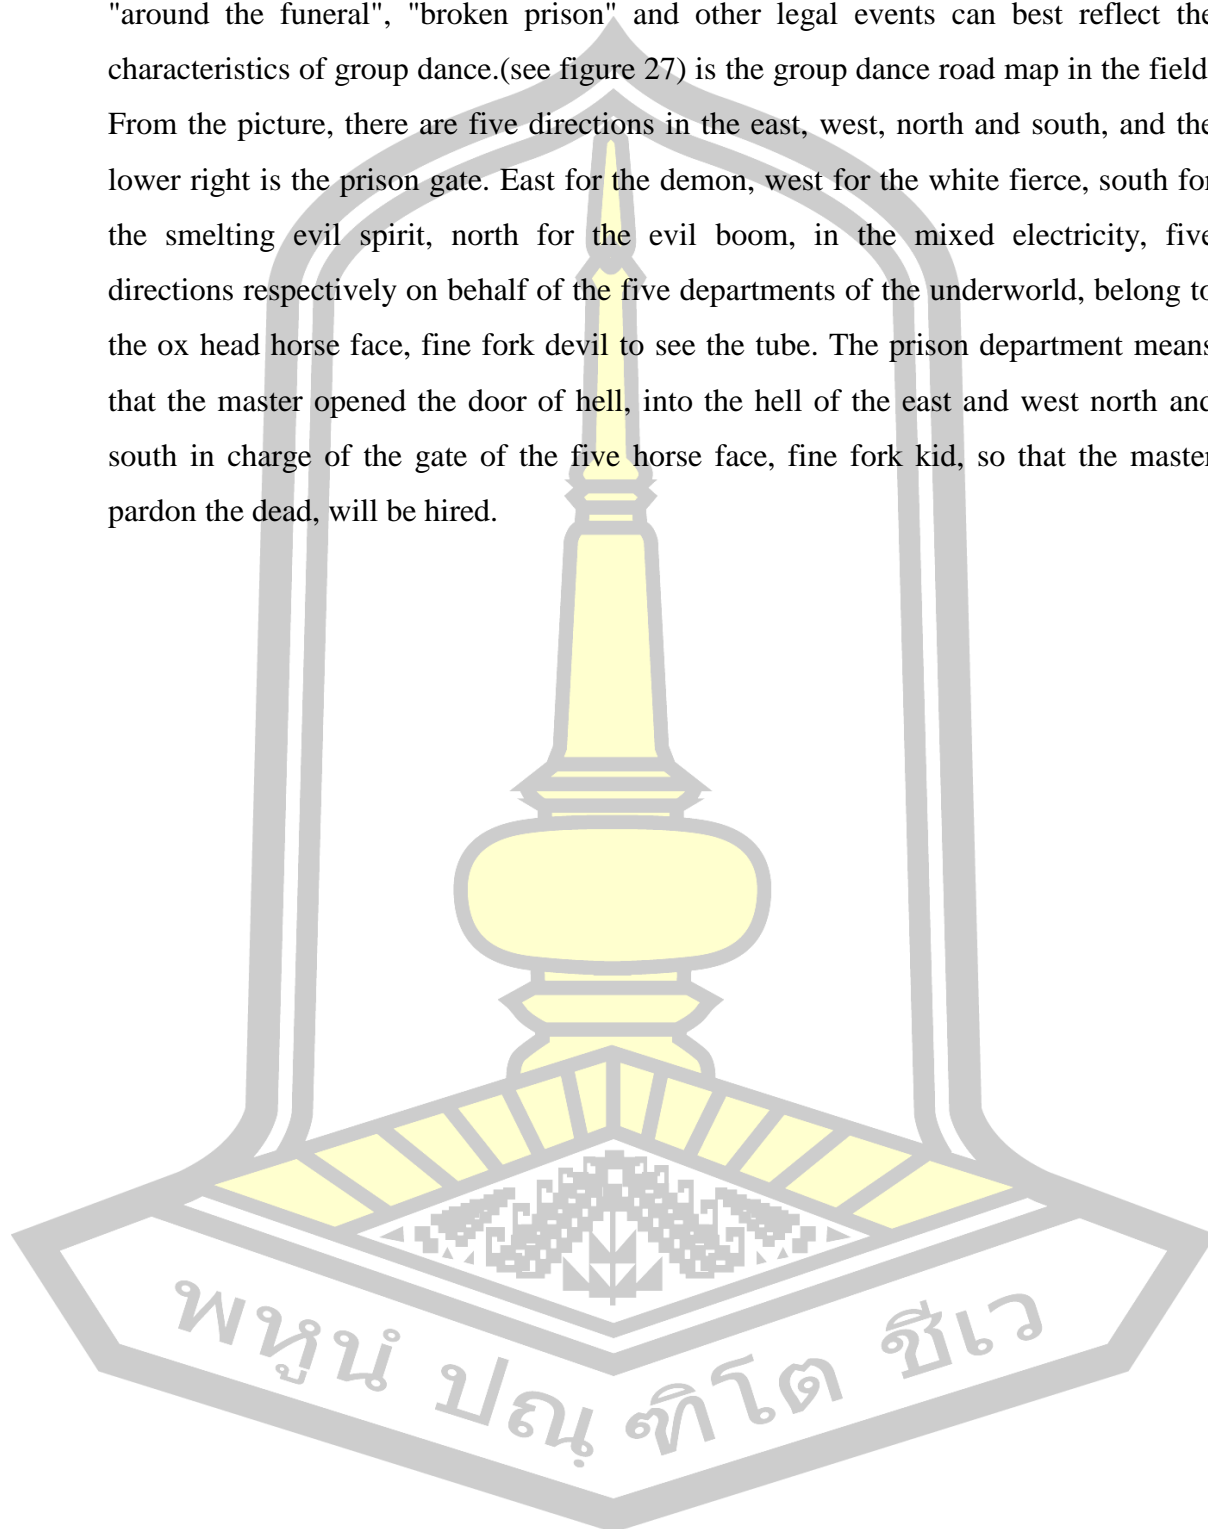 "around the funeral", "broken prison" and other legal events can best reflect the
characteristics of group dance.(see figure 27) is the group dance road map in the field
From the picture, there are five directions in the east, west, north and south, and the
lower right is the prison gate. East for the demon, west for the white fierce, south for
the smelting evil spirit, north for the evil boom, in the mixed electricity, five
directions respectively on behalf of the five departments of the underworld, belong to
the ox head horse face, fine fork devil to see the tube. The prison department means
that the master opened the door of hell, into the hell of the east and west north and
south in charge of the gate of the five horse face, fine fork kid, so that the master
pardon the dead, will be hired.
พหูนํ ปณฺฑิโต ชีเว